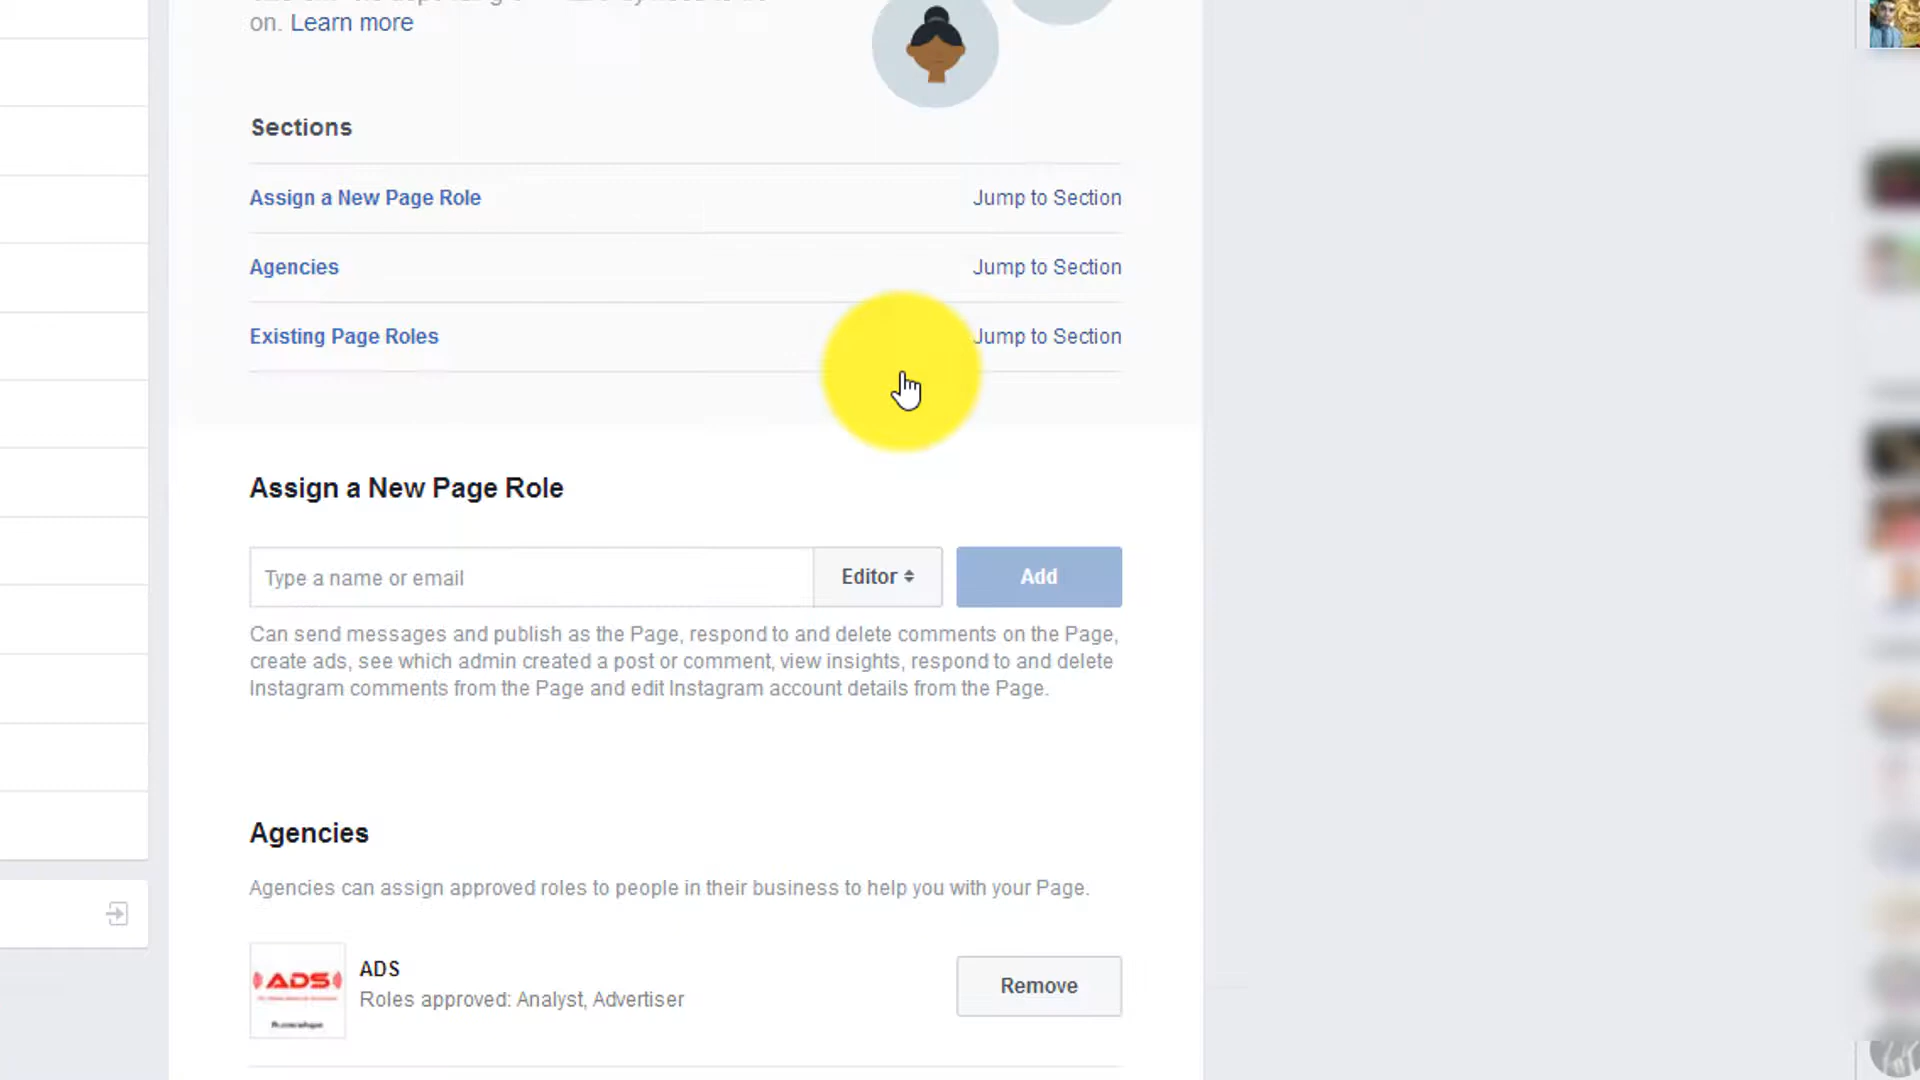 on. Learn more
Sections
Assign a New Page Role Jump to Section
Agencies Jump to Section
Existing Page Roles Jump to Section
Assign a New Page Role
Type a name or email Editor Add
Can send messages and publish as the Page, respond to and delete comments on the Page,
create ads, see which admin created a post or comment, view insights, respond to and delete
Instagram comments from the Page and edit Instagram account details from the Page.
Agencies
Agencies can assign approved roles to people in their business to help you with your Page.
ADS
ADS
Roles approved: Analyst, Advertiser
Remove